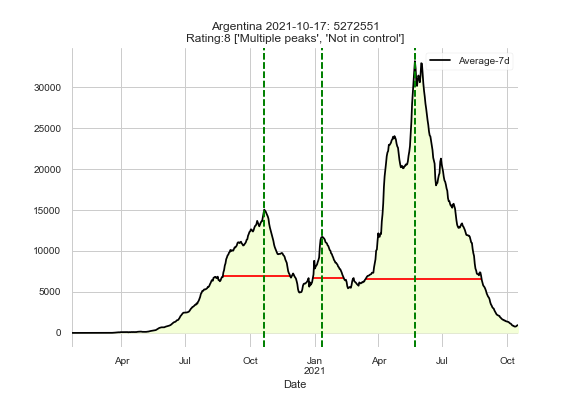 Argentina 2021-10-17: 5272551
Rating:8 ['Multiple peaks', 'Not in control']
Average-7d
30000
25000
20000
15000
10000
5000
0
Apr Jul Oct Jan Apr Jul Oct
2021
Date